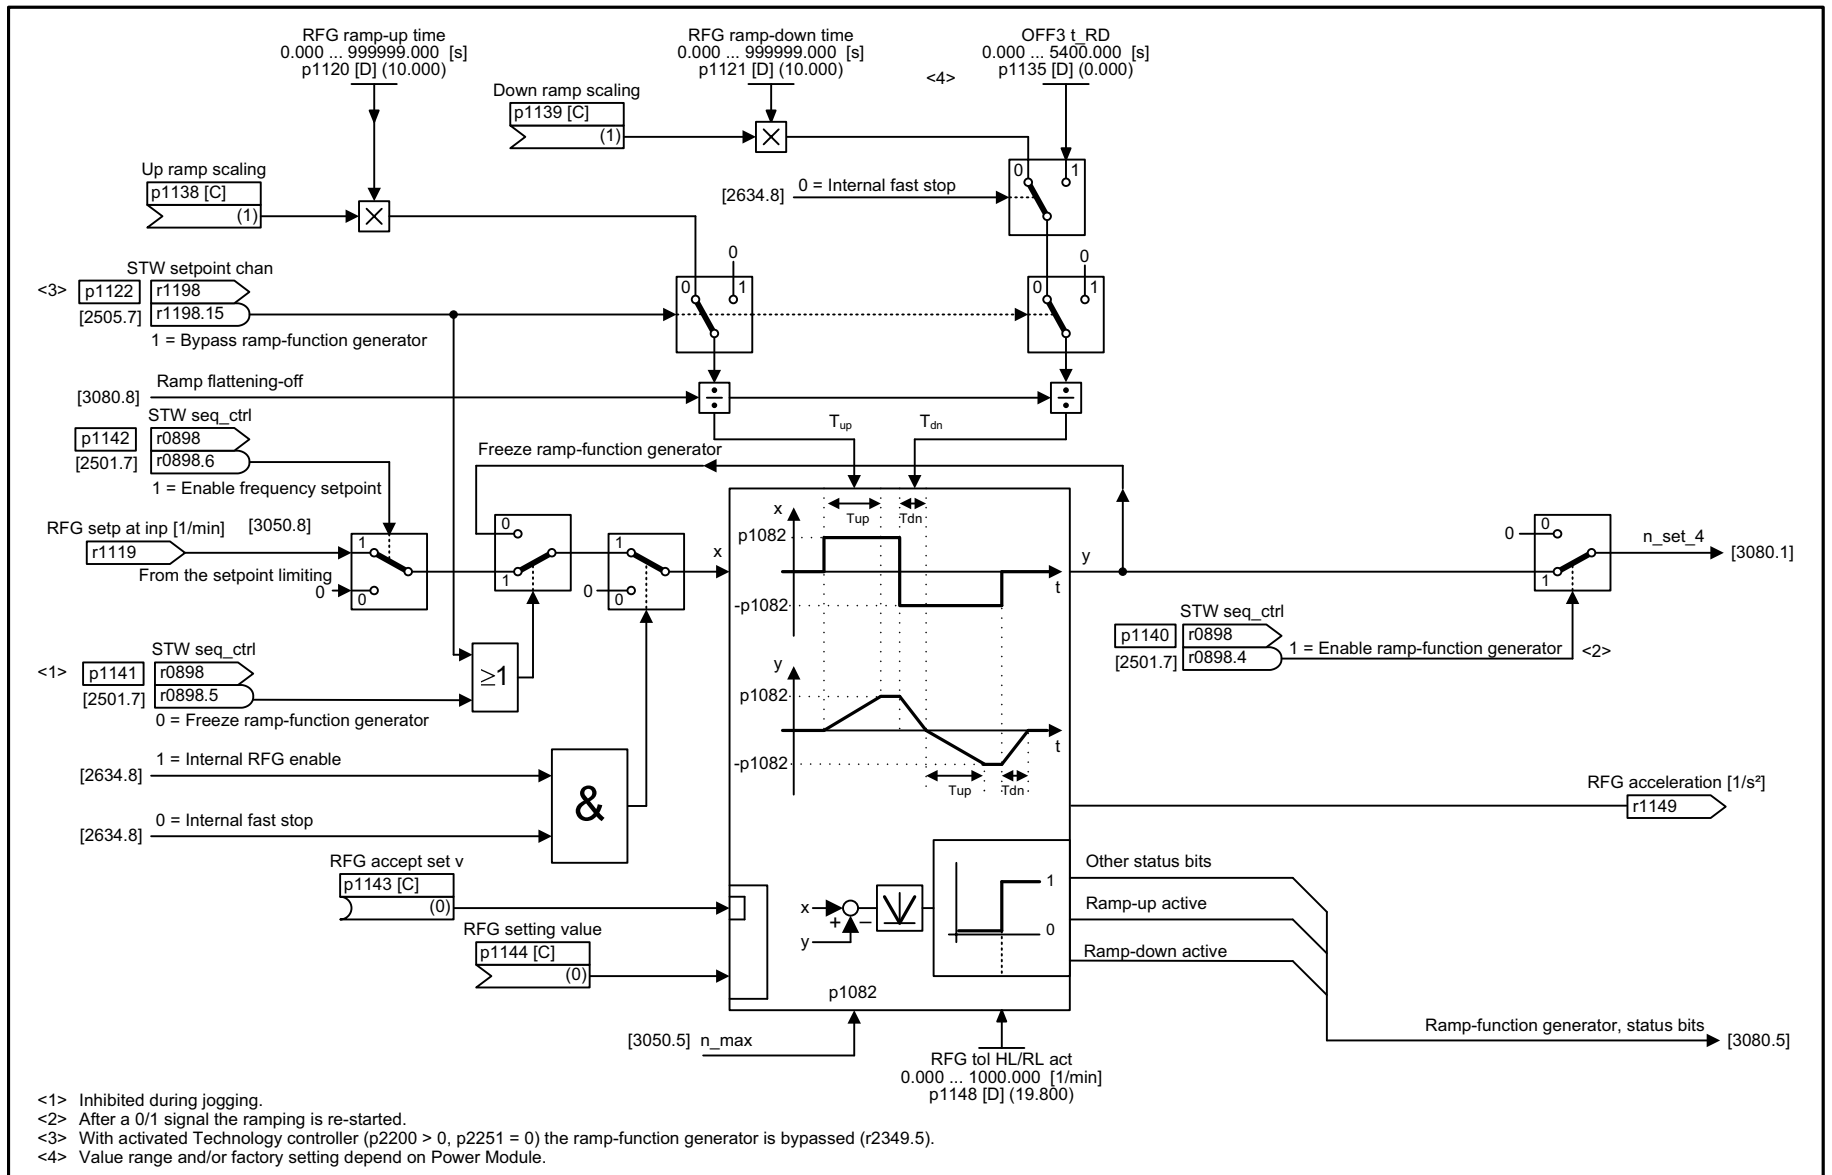 RFG ramp-up time
0.000 ... 999999.000 [s]
p1120 [D] (10.000)
RFG ramp-down time
0.000 ... 999999.000 [s]
p1121 [D] (10.000)
<4>
OFF3 t_RD
0.000 ... 5400.000 [s]
p1135 [D] (0.000)
Down ramp scaling
p1139 [C]
(1)
Up ramp scaling
p1138 [C]
(1)
[2634.8]
0 = Internal fast stop
0
1
STW setpoint chan
<3>
p1122
r1198
[2505.7]
r1198.15
1 = Bypass ramp-function generator
0
0
1
0
0
1
Ramp flattening-off
[3080.8]
÷
÷
STW seq_ctrl
p1142
r0898
[2501.7]
r0898.6
1 = Enable frequency setpoint
Tup
Tdn
Freeze ramp-function generator
RFG setp at inp [1/min]
[3050.8]
r1119
From the setpoint limiting
0
1
0
0
1
1
0
0
x
x
p1082
-p1082
Tup
Tdn
t
y
p1082
-p1082
Tup
Tdn
t
y
0
0
1
n_set_4
[3080.1]
STW seq_ctrl
p1140
r0898
[2501.7]
r0898.4
1 = Enable ramp-function generator
<2>
STW seq_ctrl
<1>
p1141
r0898
[2501.7]
r0898.5
0 = Freeze ramp-function generator
≥1
1 = Internal RFG enable
[2634.8]
0 = Internal fast stop
[2634.8]
&
RFG acceleration [1/s²]
r1149
RFG accept set v
p1143 [C]
(0)
RFG setting value
p1144 [C]
(0)
x
+
−
y
1
0
p1082
Other status bits
Ramp-up active
Ramp-down active
Ramp-function generator, status bits
[3080.5]
[3050.5]
n_max
RFG tol HL/RL act
0.000 ... 1000.000 [1/min]
p1148 [D] (19.800)
<1> Inhibited during jogging.
<2> After a 0/1 signal the ramping is re-started.
<3> With activated Technology controller (p2200 > 0, p2251 = 0) the ramp-function generator is bypassed (r2349.5).
<4> Value range and/or factory setting depend on Power Module.